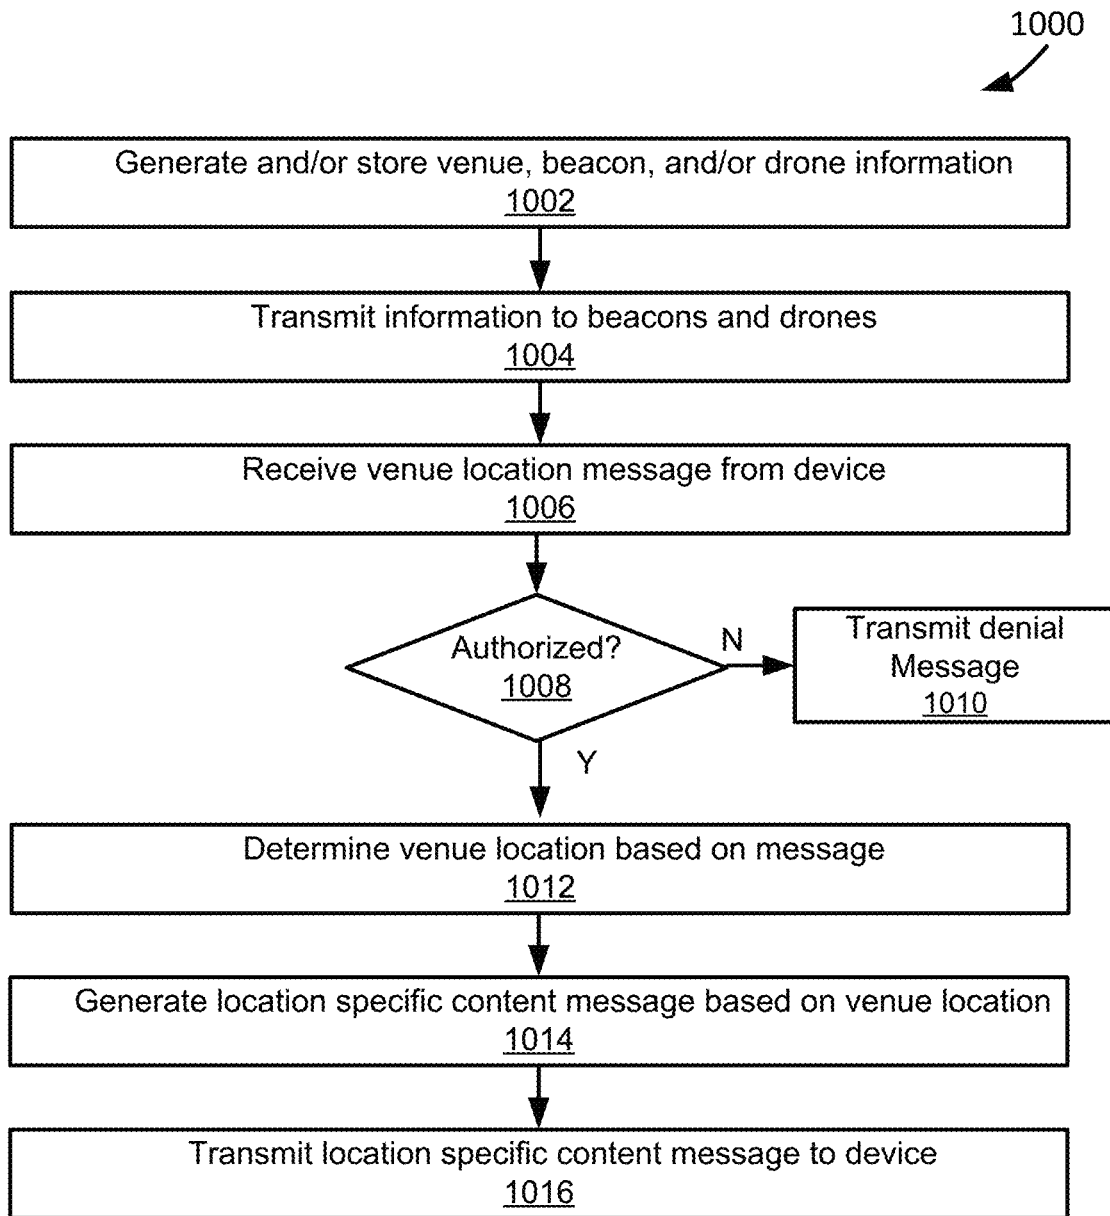 1000
Generate and/or store venue, beacon, and/or drone information
1002
Transmit information to beacons and drones
1004
Receive venue location message from device
1006
Authorized?
1008
N
Transmit denial
Message
1010
Y
Determine venue location based on message
1012
Generate location specific content message based on venue location
1014
Transmit location specific content message to device
1016